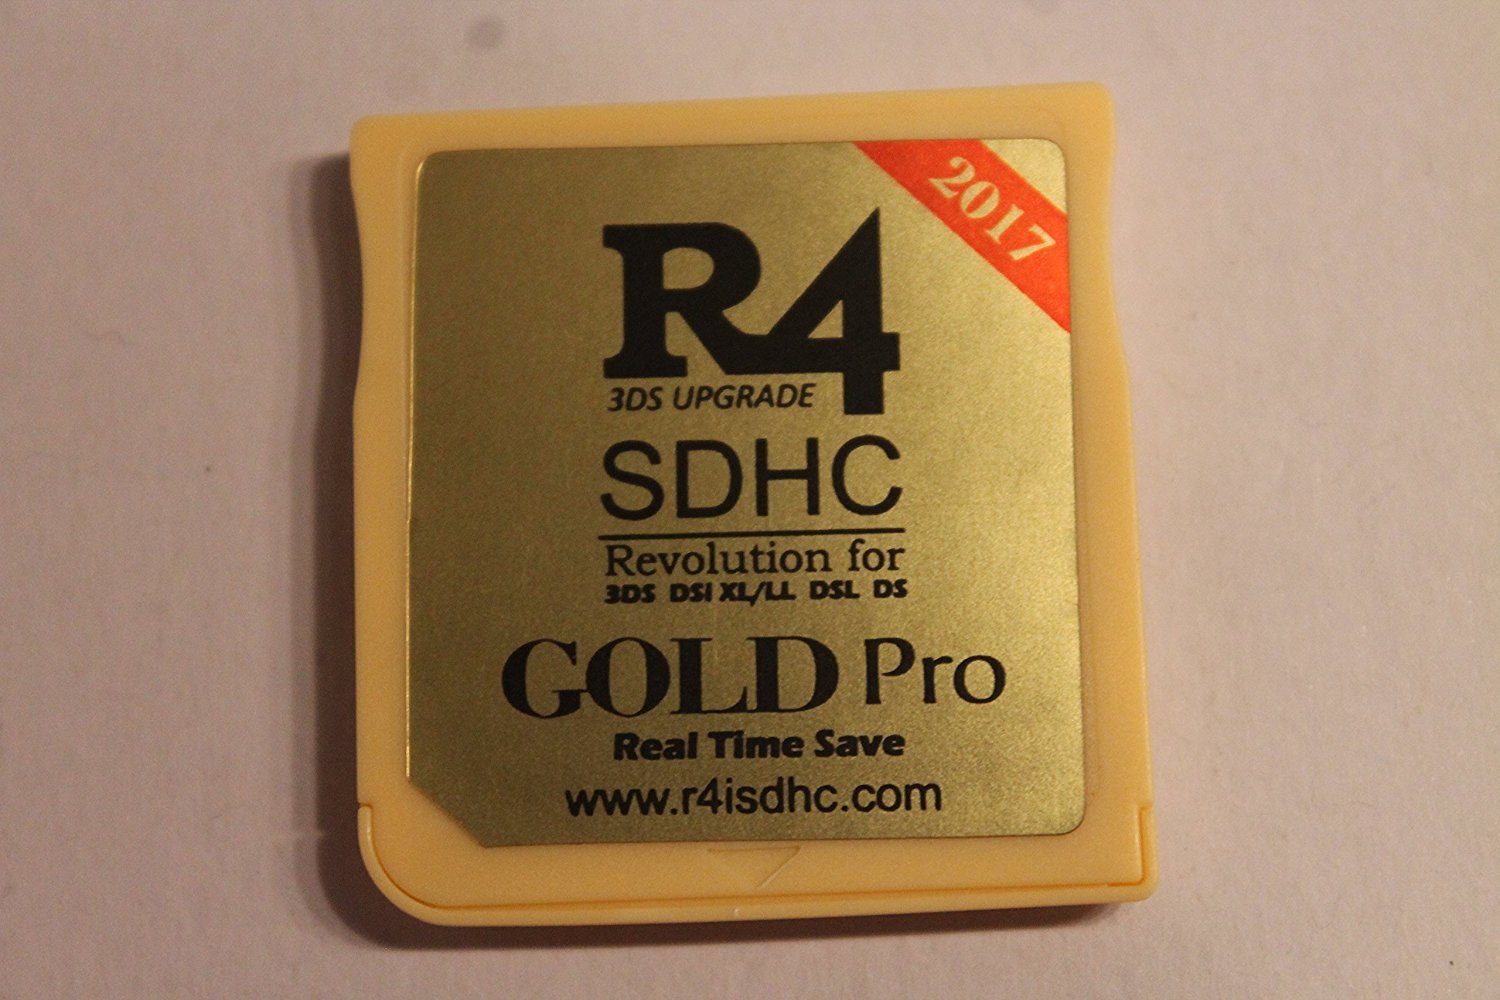 2017
R4
3DS UPGRADE
SDHC
Revolution for
3DS DSI XL/LL DSL DS
GOLD Pro
Real Time Save
www.r4isdhc.com